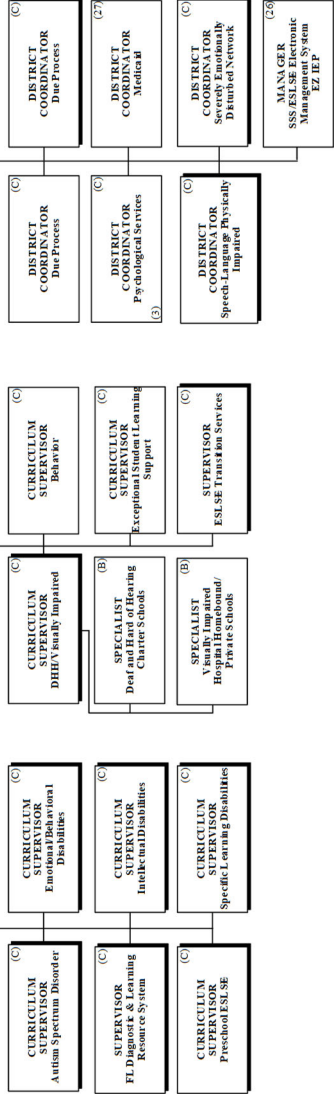 (C)
CURRICULUM
SUPERVISOR
Autism Spectrum Disorder
(C)
CURRICULUM
SUPERVISOR
Emotional/Behavioral
Disabilities
(C)
CURRICULUM
SUPERVISOR
DHH/Visually Impaired
(C)
CURRICULUM
SUPERVISOR
Behavior
(C)
DISTRICT
COORDINATOR
Due Process
(C)
DISTRICT
COORDINATOR
Due Process
(C)
SUPERVISOR
FL Diagnostic & Learning
Resource System
(C)
CURRICULUM
SUPERVISOR
Intellectual Disabilities
(B)
SPECIALIST
Deaf and Hard of Hearing
Charter Schools
(C)
CURRICULUM
SUPERVISOR
Exceptional Student Learning
Support
(C)
DISTRICT
COORDINATOR
Psychological Services
(3)
(27)
DISTRICT
COORDINATOR
Medicaid
(C)
CURRICULUM
SUPERVISOR
Preschool ESLSE
(C)
CURRICULUM
SUPERVISOR
Specific Learning Disabilities
(B)
SPECIALIST
Visually Impaired
Hospital Homebound/
Private Schools
(C)
SUPERVISOR
ESLSE Transition Services
(C)
DISTRICT
COORDINATOR
Speech-Language Physically
Impaired
(C)
DISTRICT
COORDINATOR
Severely Emotionally
Disturbed Network
(26)
MANAGER
SSS/ESLSE Electronic
Management System
EZ IEP